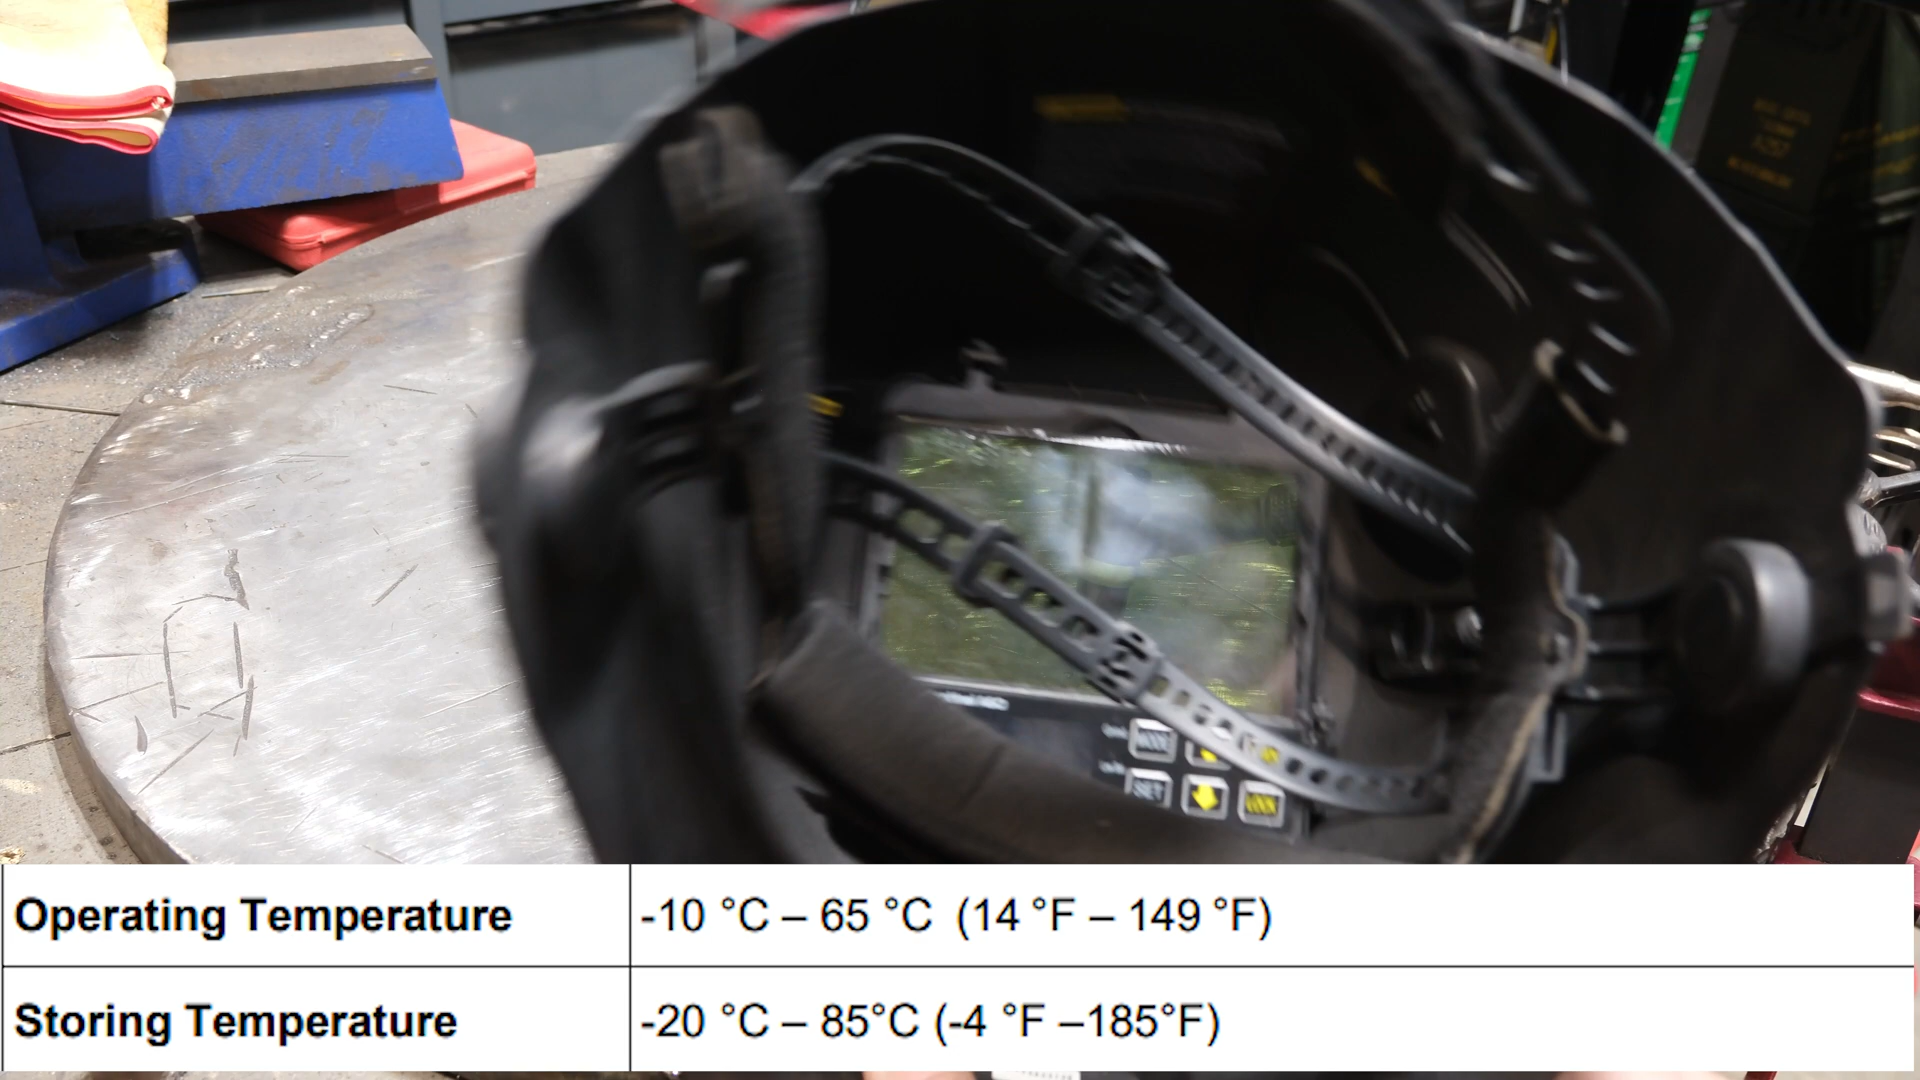 MODE
SET
Operating Temperature -10 °C – 65 °C (14 °F – 149 °F)
Storing Temperature -20 °C – 85°C (-4 °F –185°F)